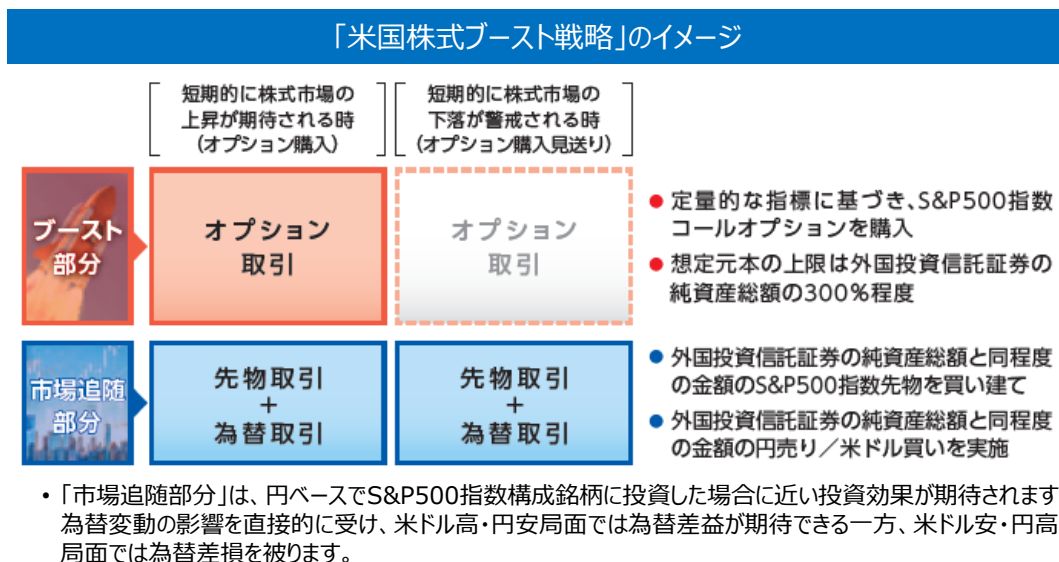 「米国株式ブースト戦略」のイメージ
短期的に株式市場の
上昇が期待される時
(オプション購入)
短期的に株式市場の
下落が警戒される時
(オプション購入見送り)
ブースト
部分
オプション
取引
オプション
取引
● 定量的な指標に基づき、S&P500指数
コールオプションを購入
● 想定元本の上限は外国投資信託証券の
純資産総額の300%程度
市場追随
部分
先物取引
+
為替取引
先物取引
+
為替取引
● 外国投資信託証券の純資産総額と同程度
の金額のS&P500指数先物を買い建て
● 外国投資信託証券の純資産総額と同程度
の金額の円売り/米ドル買いを実施
• 「市場追随部分」は、円ベースでS&P500指数構成銘柄に投資した場合に近い投資効果が期待されます
為替変動の影響を直接的に受け、米ドル高・円安局面では為替差益が期待できる一方、米ドル安・円高
局面では為替差損を被ります。